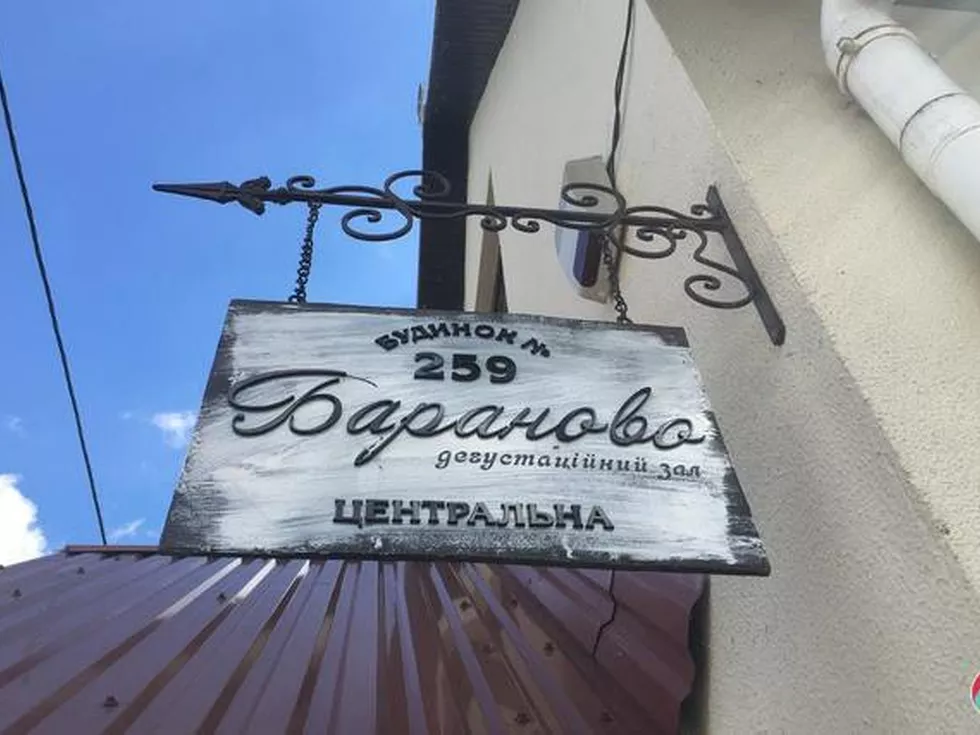 БУДИНОК №
259
Бараново
дегустаційний зал
ЦЕНТРАЛЬНА